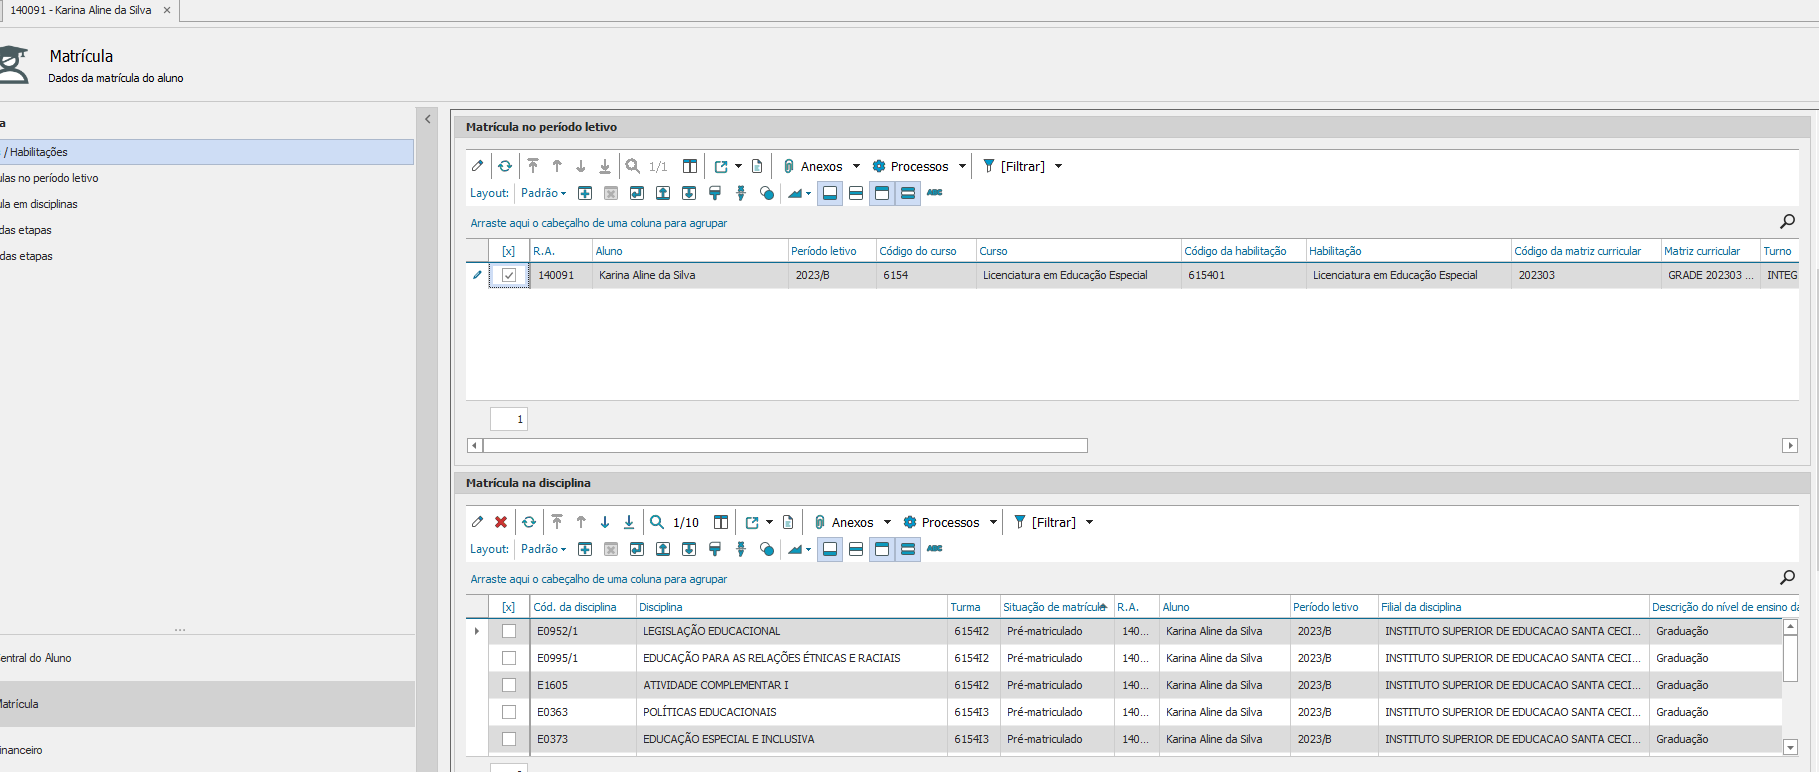 140091 - Karina Aline da Silva
Matrícula
Dados da matrícula do aluno
a
/ Habilitações
ulas no período letivo
ula em disciplinas
das etapas
das etapas
entral do Aluno
Matrícula
inanceiro
Matrícula no período letivo
1/1 Anexos Processos [Filtrar]
Layout: Padrão ABC
Arraste aqui o cabeçalho de uma coluna para agrupar
[x] R.A. Aluno Período letivo Código do curso Curso Código da habilitação Habilitação Código da matriz curricular Matriz curricular Turno
140091 Karina Aline da Silva 2023/B 6154 Licenciatura em Educação Especial 615401 Licenciatura em Educação Especial 202303 GRADE 202303 ... INTEG
1
Matrícula na disciplina
1/10 Anexos Processos [Filtrar]
Layout: Padrão ABC
Arraste aqui o cabeçalho de uma coluna para agrupar
[x] Cód. da disciplina Disciplina Turma Situação de matrícula R.A. Aluno Período letivo Filial da disciplina Descrição do nível de ensino da
E0952/1 LEGISLAÇÃO EDUCACIONAL 6154I2 Pré-matriculado 140... Karina Aline da Silva 2023/B INSTITUTO SUPERIOR DE EDUCACAO SANTA CECI... Graduação
E0995/1 EDUCAÇÃO PARA AS RELAÇÕES ÉTNICAS E RACIAIS 6154I2 Pré-matriculado 140... Karina Aline da Silva 2023/B INSTITUTO SUPERIOR DE EDUCACAO SANTA CECI... Graduação
E1605 ATIVIDADE COMPLEMENTAR I 6154I2 Pré-matriculado 140... Karina Aline da Silva 2023/B INSTITUTO SUPERIOR DE EDUCACAO SANTA CECI... Graduação
E0363 POLÍTICAS EDUCACIONAIS 6154I3 Pré-matriculado 140... Karina Aline da Silva 2023/B INSTITUTO SUPERIOR DE EDUCACAO SANTA CECI... Graduação
E0373 EDUCAÇÃO ESPECIAL E INCLUSIVA 6154I3 Pré-matriculado 140... Karina Aline da Silva 2023/B INSTITUTO SUPERIOR DE EDUCACAO SANTA CECI... Graduação